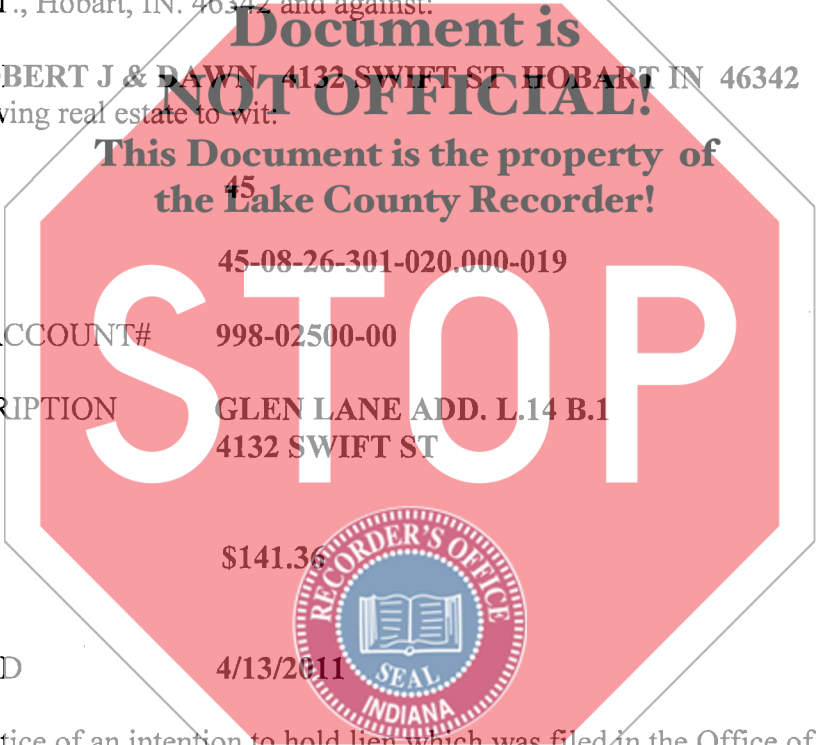 T., Hobart, IN. 46342 and against:
Document is
BERT J & DAWN 4132 SWIFT ST HOBART IN 46342
NOT OFFICIAL!
ving real estate to wit:
This Document is the property of
45
the Lake County Recorder!
45-08-26-301-020.000-019
STOP
CCOUNT# 998-02500-00
RIPTION GLEN LANE ADD. L.14 B.1
4132 SWIFT ST
$141.36
RECORDER'S OFFICE
SEAL
INDIANA
D 4/13/2011
tice of an intention to hold lien which was filed in the Office of